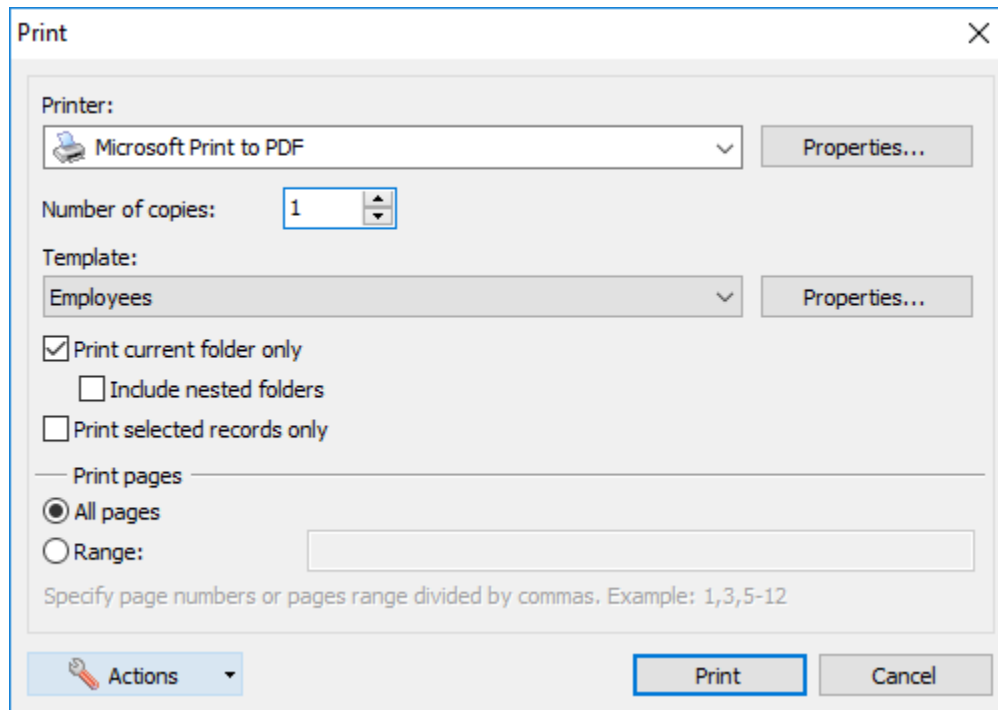 Print
Printer:
Microsoft Print to PDF
Properties...
Number of copies:
1
Template:
Employees
Properties...
Print current folder only
Include nested folders
Print selected records only
Print pages
All pages
Range:
Specify page numbers or pages range divided by commas. Example: 1,3,5-12
Actions
Print
Cancel